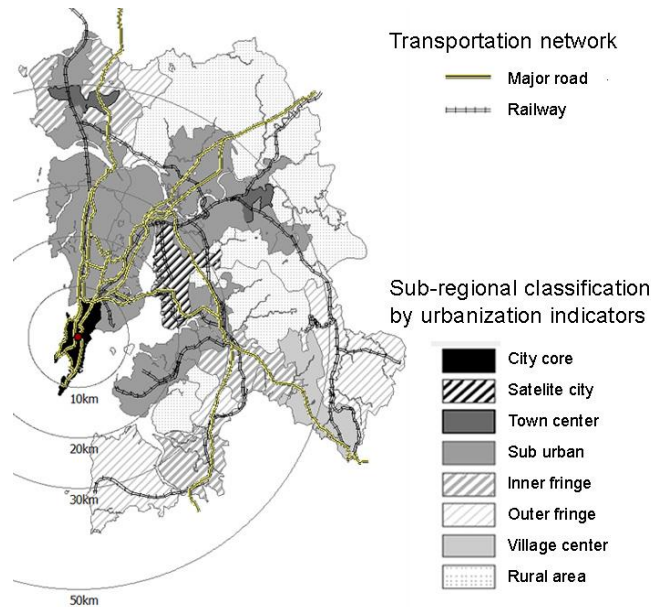 Transportation network
Major road
Railway
Sub-regional classification
by urbanization indicators
City core
Satelite city
Town center
Sub urban
Inner fringe
Outer fringe
Village center
Rural area
10km
20km
30km
50km